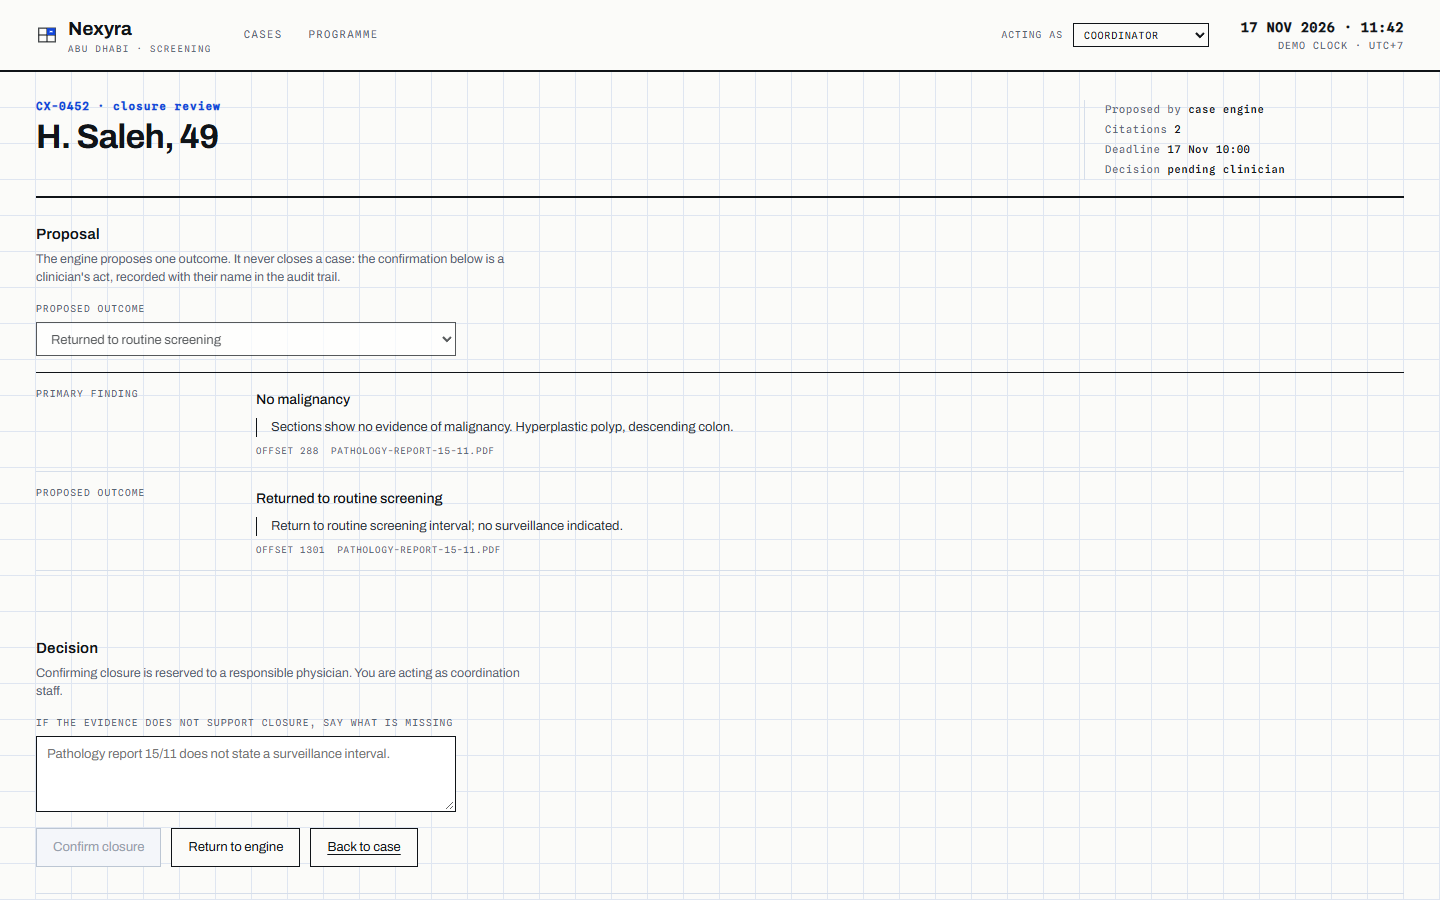 Nexyra
ABU DHABI · SCREENING
CASES
PROGRAMME
ACTING AS
COORDINATOR
17 NOV 2026 · 11:42
DEMO CLOCK · UTC+7
CX-0452 · closure review
H. Saleh, 49
Proposed by case engine
Citations 2
Deadline 17 Nov 10:00
Decision pending clinician
Proposal
The engine proposes one outcome. It never closes a case: the confirmation below is a
clinician's act, recorded with their name in the audit trail.
PROPOSED OUTCOME
Returned to routine screening
PRIMARY FINDING
No malignancy
Sections show no evidence of malignancy. Hyperplastic polyp, descending colon.
OFFSET 288 PATHOLOGY-REPORT-15-11.PDF
PROPOSED OUTCOME
Returned to routine screening
Return to routine screening interval; no surveillance indicated.
OFFSET 1301 PATHOLOGY-REPORT-15-11.PDF
Decision
Confirming closure is reserved to a responsible physician. You are acting as coordination
staff.
IF THE EVIDENCE DOES NOT SUPPORT CLOSURE, SAY WHAT IS MISSING
Pathology report 15/11 does not state a surveillance interval.
Confirm closure
Return to engine
Back to case